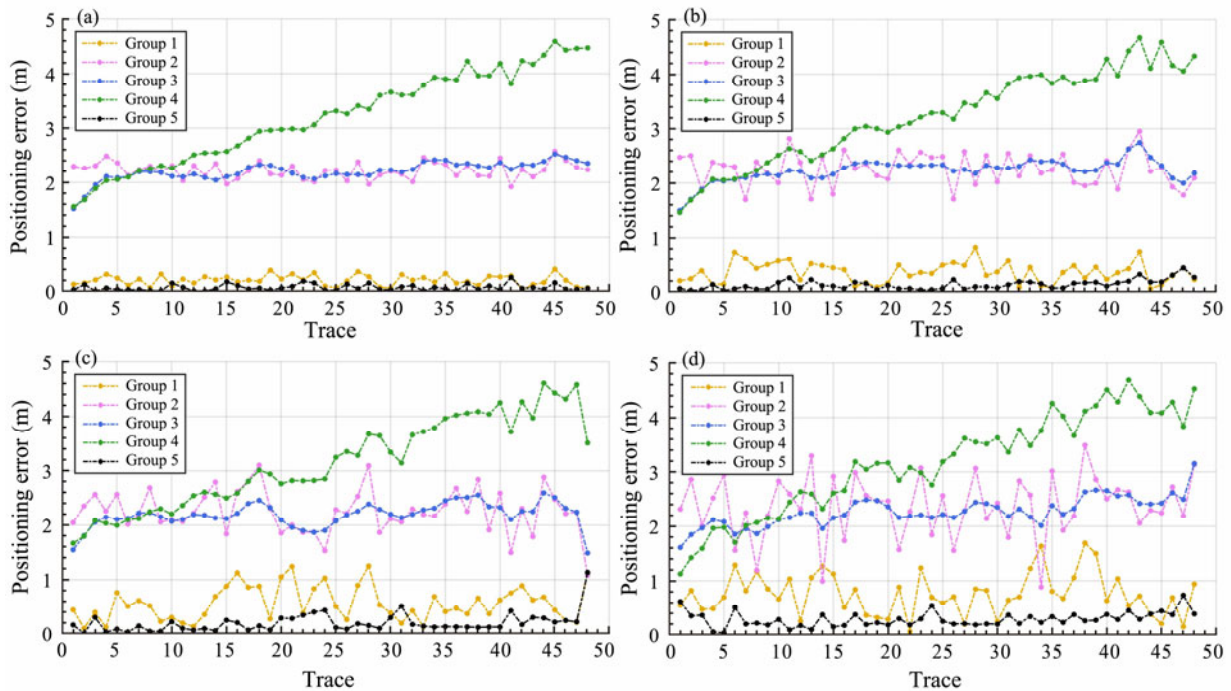 (a)
Group 1
Group 2
Group 3
Group 4
Group 5
Positioning error (m)
5
4
3
2
1
0
0 5 10 15 20 25 30 35 40 45 50
Trace
(b)
Group 1
Group 2
Group 3
Group 4
Group 5
Positioning error (m)
5
4
3
2
1
0
0 5 10 15 20 25 30 35 40 45 50
Trace
(c)
Group 1
Group 2
Group 3
Group 4
Group 5
Positioning error (m)
5
4
3
2
1
0
0 5 10 15 20 25 30 35 40 45 50
Trace
(d)
Group 1
Group 2
Group 3
Group 4
Group 5
Positioning error (m)
5
4
3
2
1
0
0 5 10 15 20 25 30 35 40 45 50
Trace